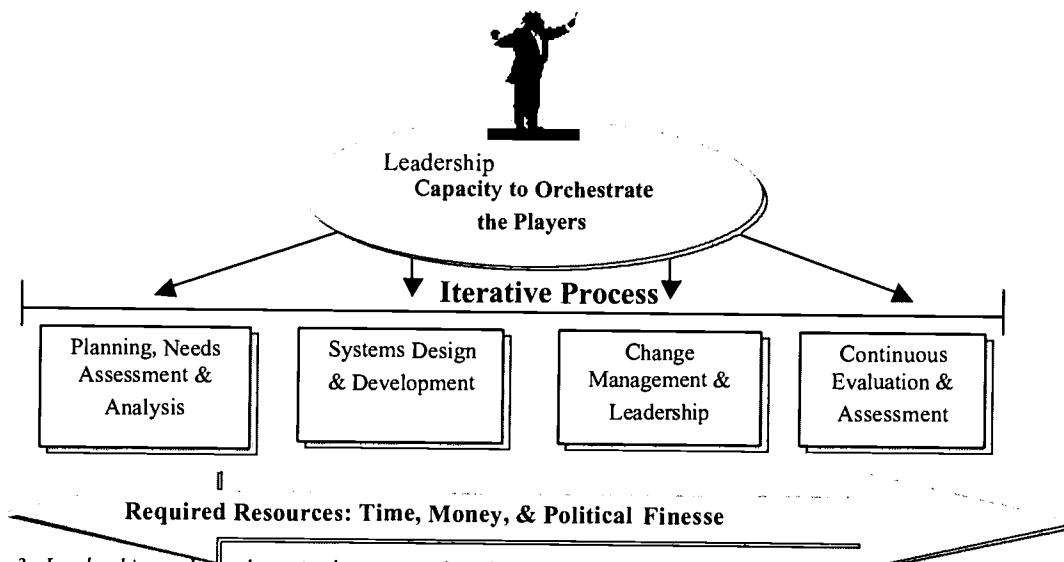 Leadership
Capacity to Orchestrate
the Players
Iterative Process
Planning, Needs
Assessment &
Analysis
Systems Design
& Development
Change
Management &
Leadership
Continuous
Evaluation &
Assessment
Required Resources: Time, Money, & Political Finesse